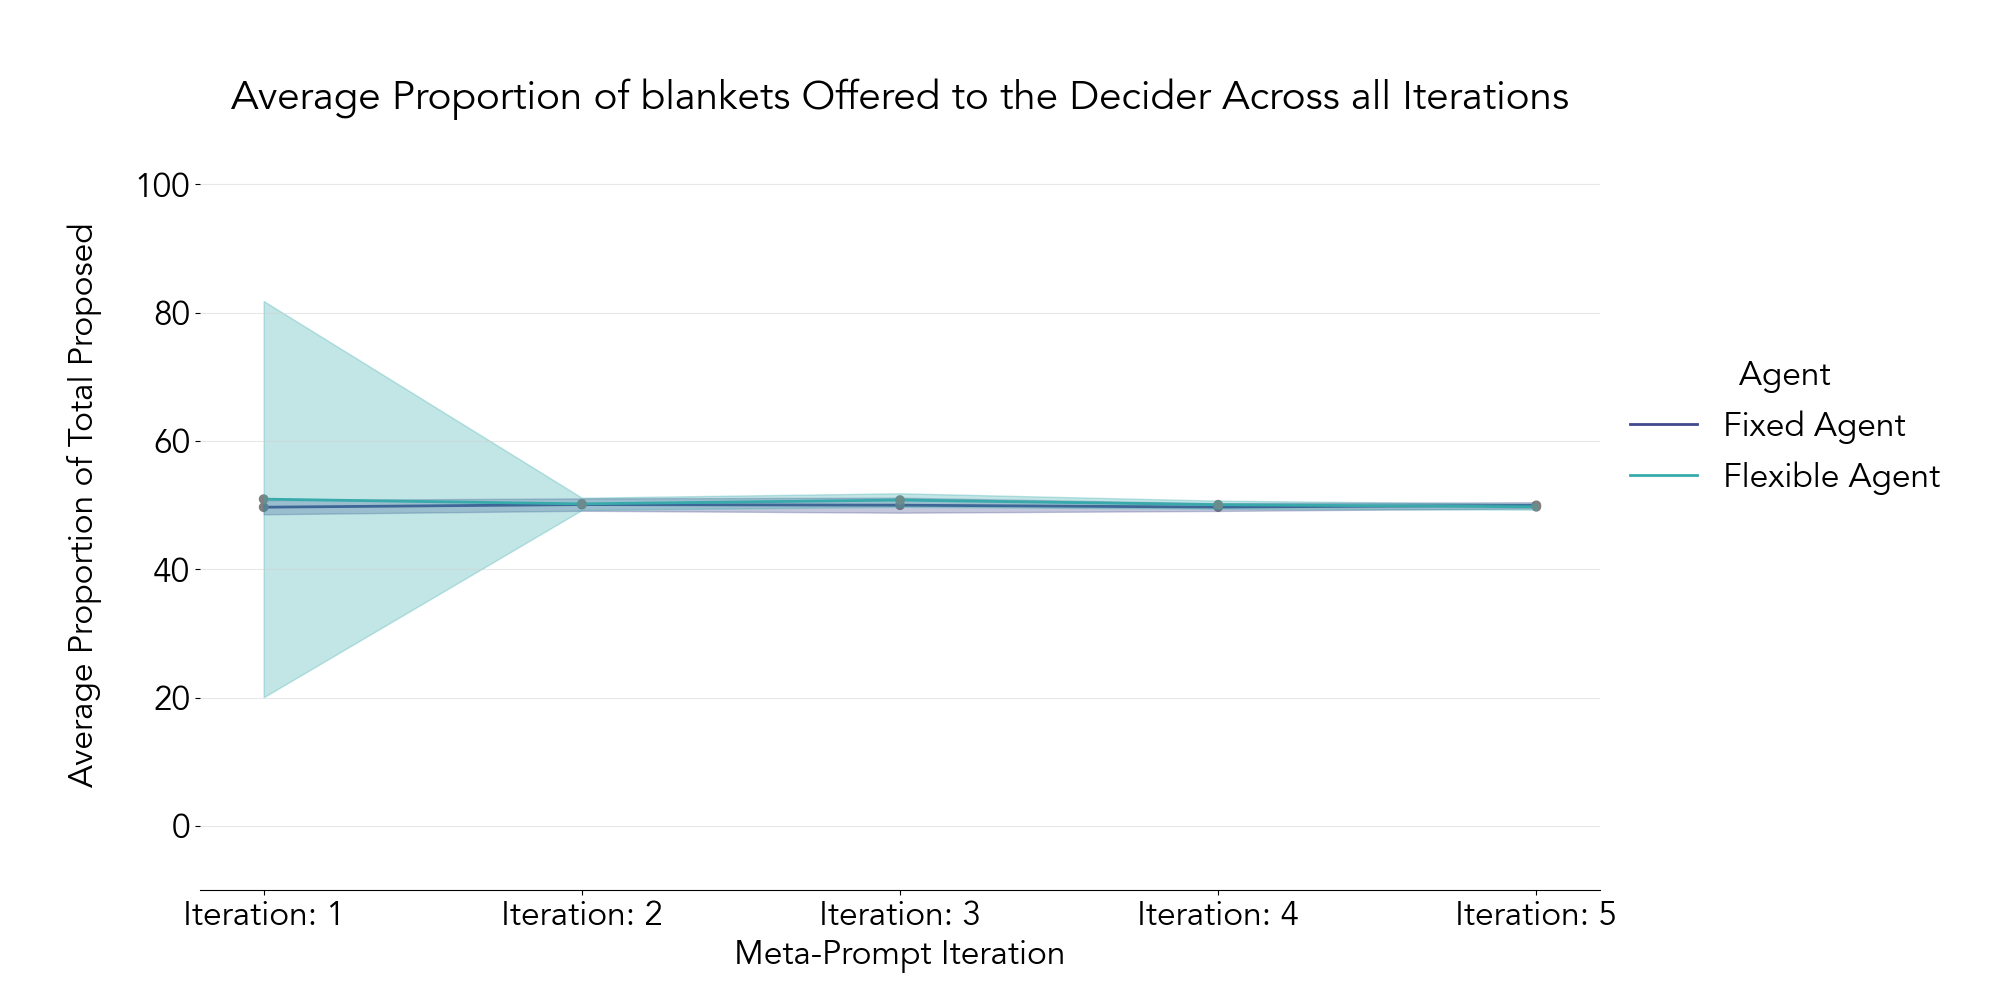 Average Proportion of blankets Offered to the Decider Across all Iterations
Average Proportion of Total Proposed
100
80
60
40
20
0
Iteration: 1
Iteration: 2
Iteration: 3
Iteration: 4
Iteration: 5
Meta-Prompt Iteration
Agent
Fixed Agent
Flexible Agent